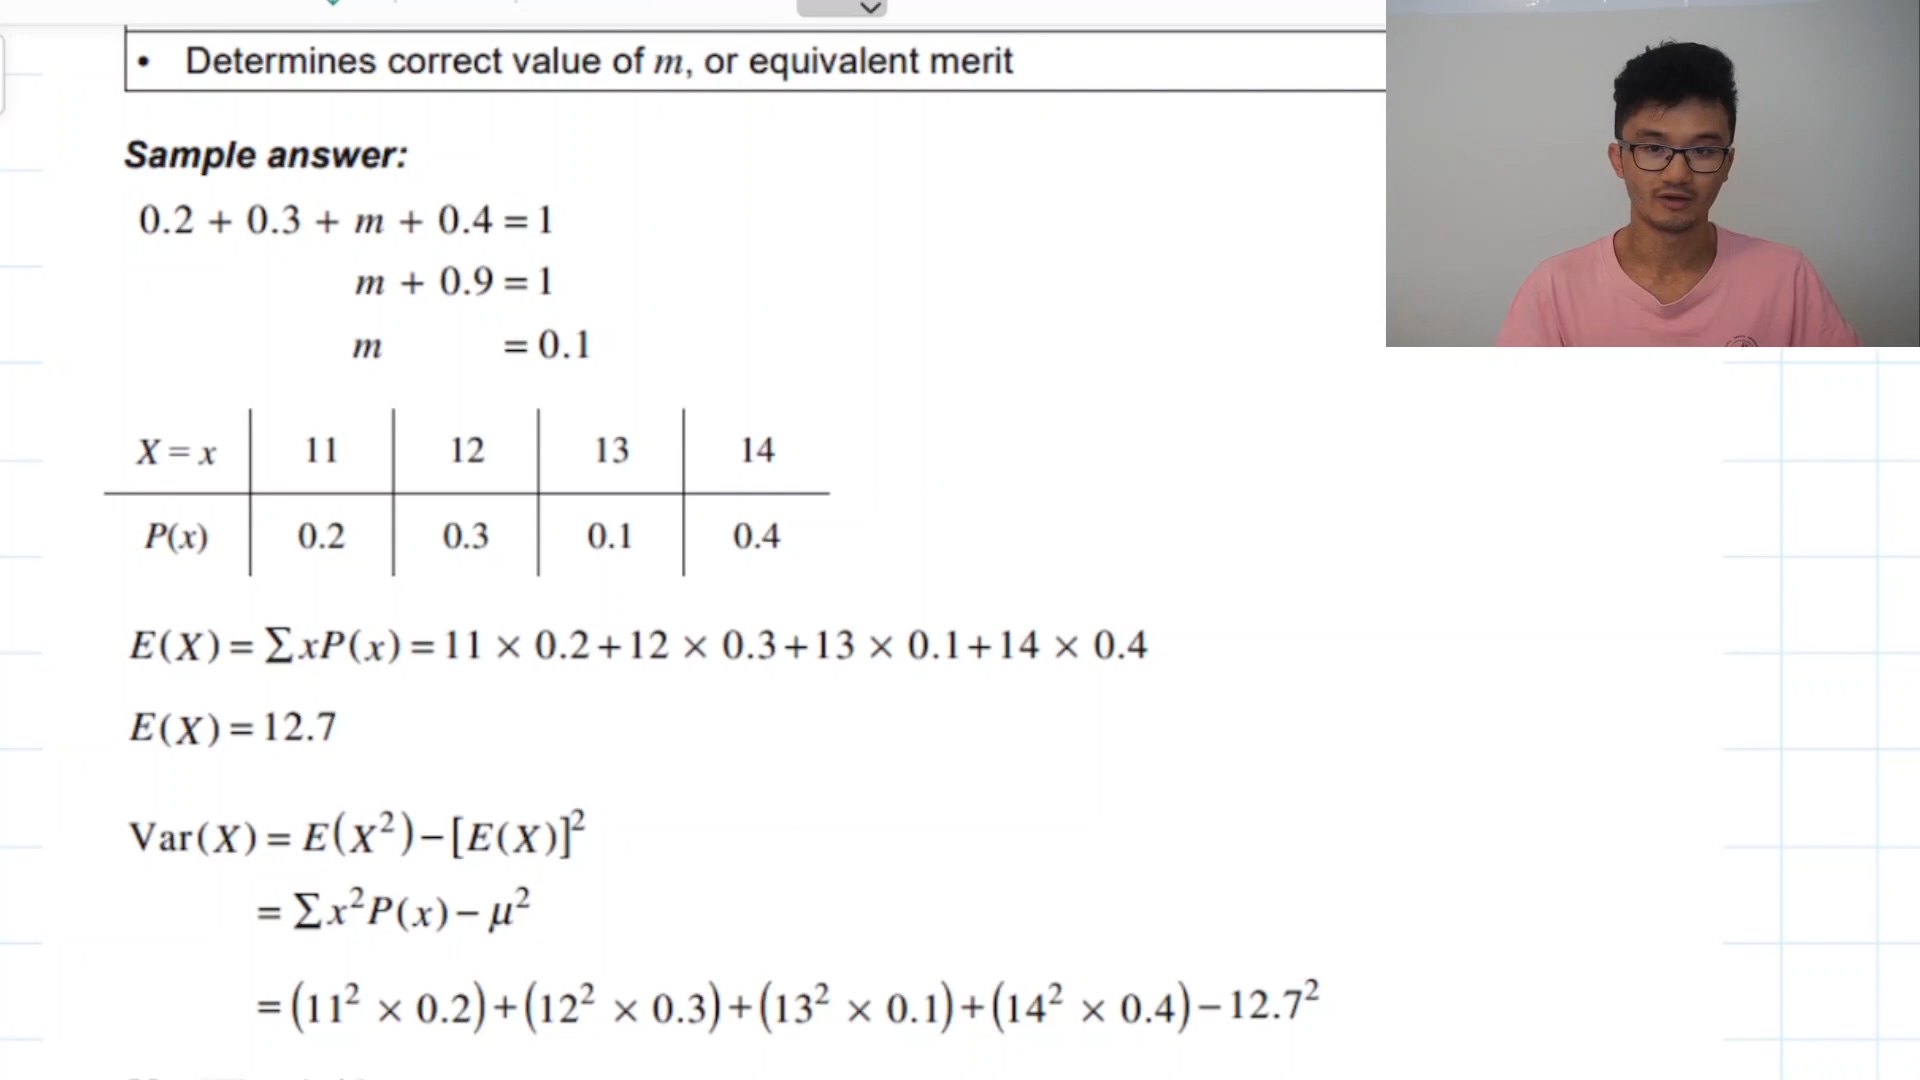 • Determines correct value of m, or equivalent merit
Sample answer:
0.2 + 0.3 + m + 0.4 = 1
m + 0.9 = 1
m = 0.1
X = x 11 12 13 14
P(x) 0.2 0.3 0.1 0.4
E(X) = ∑xP(x) = 11 × 0.2 + 12 × 0.3 + 13 × 0.1 + 14 × 0.4
E(X) = 12.7
Var(X) = E(X²) − [E(X)]²
= ∑x²P(x) − μ²
= (11² × 0.2) + (12² × 0.3) + (13² × 0.1) + (14² × 0.4) − 12.7²